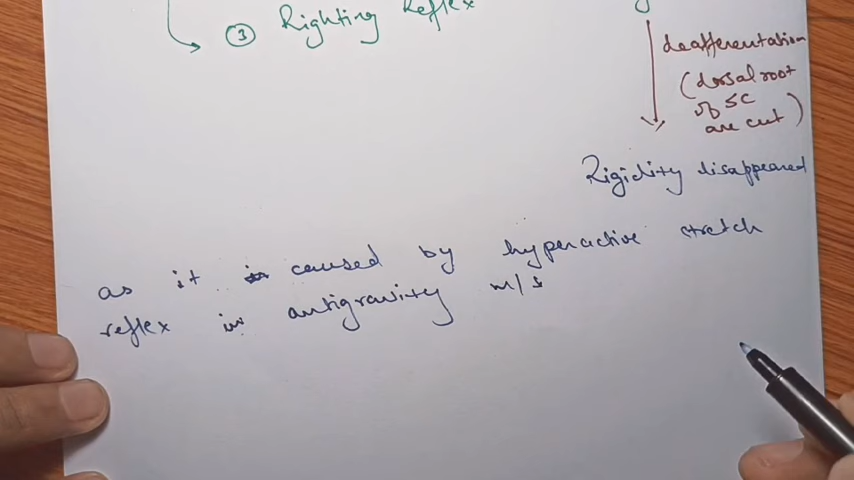 ③ Righting Reflex
deafferentation
(dorsal root
of SC
are cut)
Rigidity disappeared
as it is caused by hyperactive stretch
reflex in antigravity m/s